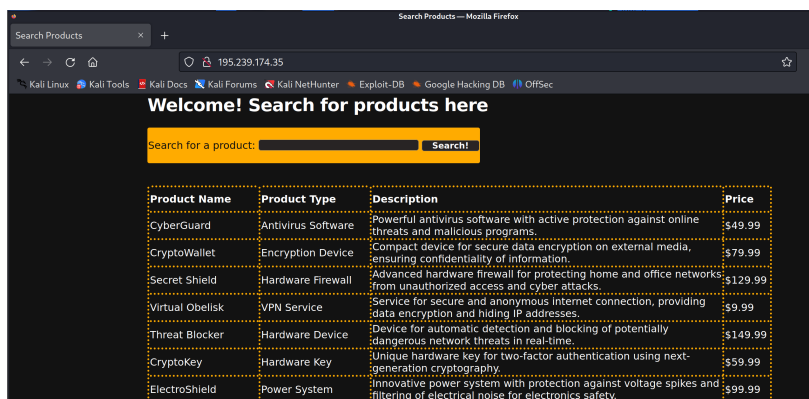 Search Products — Mozilla Firefox
Search Products × +
195.239.174.35
Kali Linux Kali Tools Kali Docs Kali Forums Kali NetHunter Exploit-DB Google Hacking DB OffSec
Welcome! Search for products here
Search for a product: Search!
Product Name Product Type Description Price
CyberGuard Antivirus Software Powerful antivirus software with active protection against online threats and malicious programs. $49.99
CryptoWallet Encryption Device Compact device for secure data encryption on external media, ensuring confidentiality of information. $79.99
Secret Shield Hardware Firewall Advanced hardware firewall for protecting home and office networks from unauthorized access and cyber attacks. $129.99
Virtual Obelisk VPN Service Service for secure and anonymous internet connection, providing data encryption and hiding IP addresses. $9.99
Threat Blocker Hardware Device Device for automatic detection and blocking of potentially dangerous network threats in real-time. $149.99
CryptoKey Hardware Key Unique hardware key for two-factor authentication using next-generation cryptography. $59.99
ElectroShield Power System Innovative power system with protection against voltage spikes and filtering of electrical noise for electronics safety. $99.99